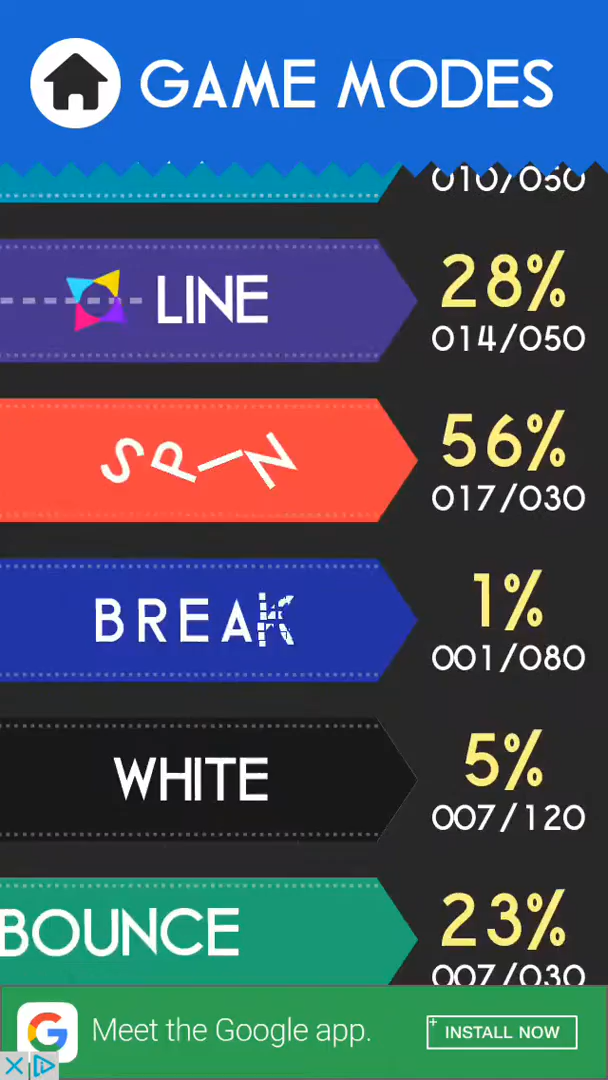 GAME MODES
010/050
LINE
28%
014/050
SPIN
56%
017/030
BREAK
1%
001/080
WHITE
5%
007/120
BOUNCE
23%
007/030
Meet the Google app.
INSTALL NOW